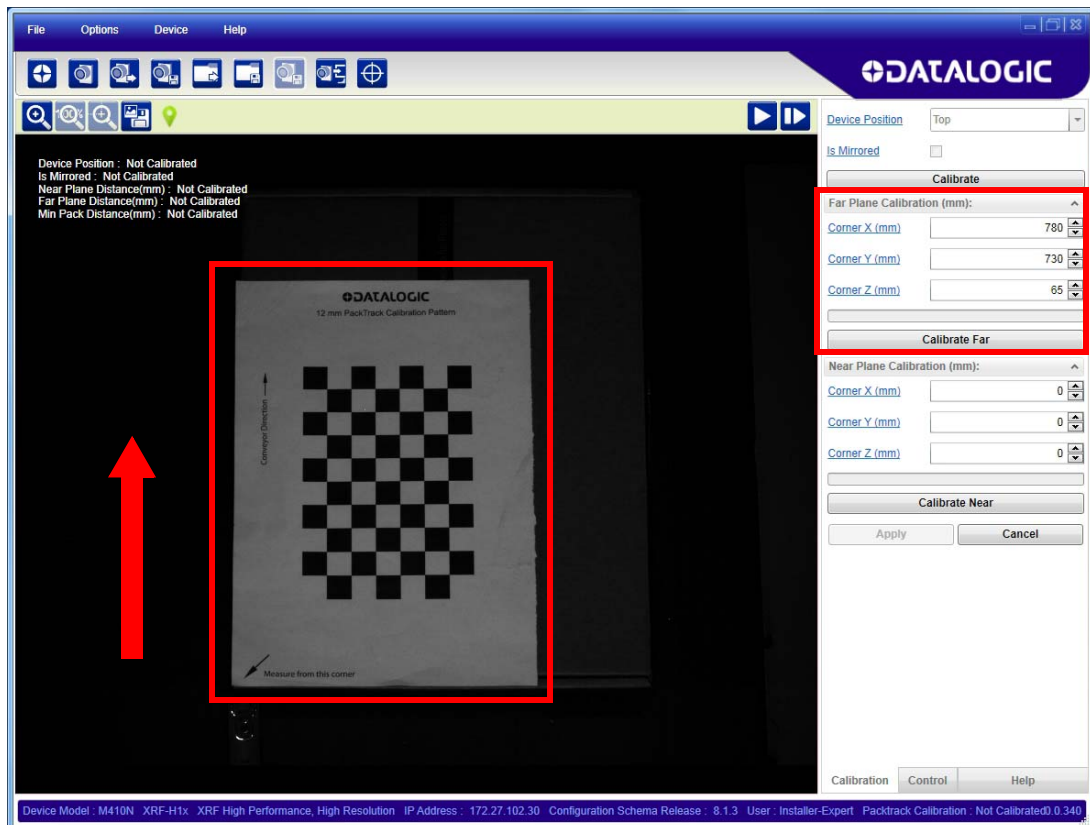 File Options Device Help
DATALOGIC
100%
Device Position : Not Calibrated
Is Mirrored : Not Calibrated
Near Plane Distance(mm) : Not Calibrated
Far Plane Distance(mm) : Not Calibrated
Min Pack Distance(mm) : Not Calibrated
DATALOGIC
12 mm PackTrack Calibration Pattern
Conveyor Direction
Measure from this corner
Device Position Top
Is Mirrored
Calibrate
Far Plane Calibration (mm):
Corner X (mm) 780
Corner Y (mm) 730
Corner Z (mm) 65
Calibrate Far
Near Plane Calibration (mm):
Corner X (mm) 0
Corner Y (mm) 0
Corner Z (mm) 0
Calibrate Near
Apply Cancel
Calibration Control Help
Device Model : M410N XRF-H1x XRF High Performance, High Resolution IP Address : 172.27.102.30 Configuration Schema Release : 8.1.3 User : Installer-Expert Packtrack Calibration : Not Calibrated0.0.340